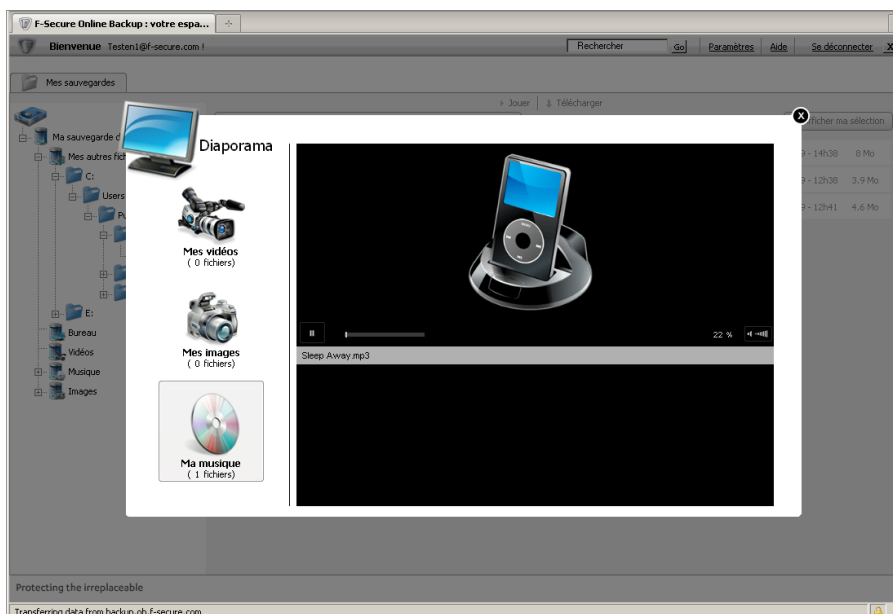 F-Secure Online Backup : votre espa...
Bienvenue Testen1@f-secure.com !
Rechercher Go Paramètres Aide Se déconnecter X
Mes sauvegardes
Jouer Télécharger
X
ficher ma sélection
Ma sauvegarde d
Diaporama
Mes autres fich
9 - 14h38 8 Mo
C:
9 - 12h38 3.9 Mo
Users
9 - 12h41 4.6 Mo
Pu
Mes vidéos
( 0 fichiers)
E:
Bureau
22 %
Vidéos
Mes images
Sleep Away.mp3
( 0 fichiers)
Musique
Images
Ma musique
( 1 fichiers)
Protecting the irreplaceable
Transferring data from backup.ob.f-secure.com